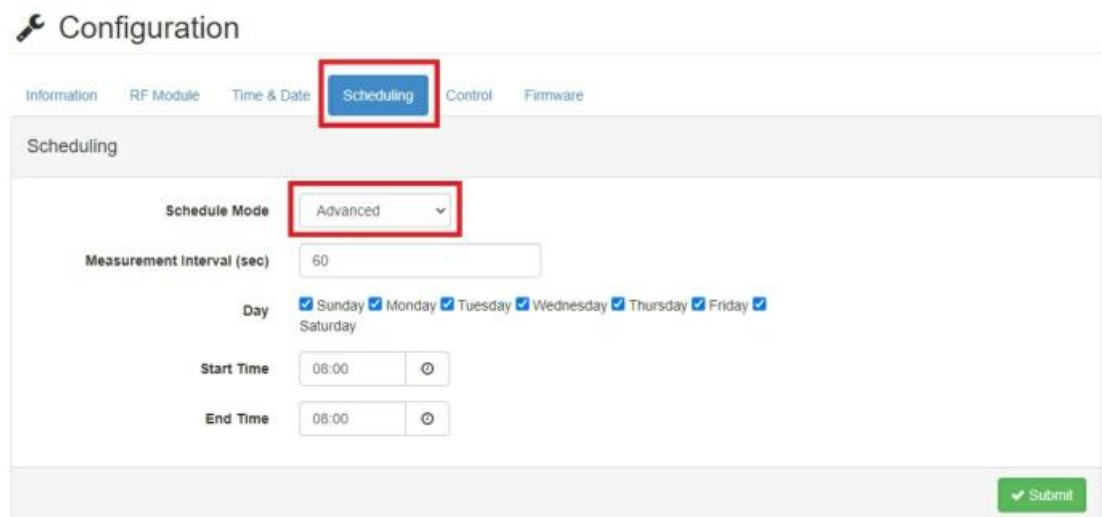 Configuration
Information RF Module Time & Date Scheduling Control Firmware
Scheduling
Schedule Mode Advanced
Measurement Interval (sec) 60
Day Sunday Monday Tuesday Wednesday Thursday Friday
Saturday
Start Time 08:00
End Time 08:00
Submit